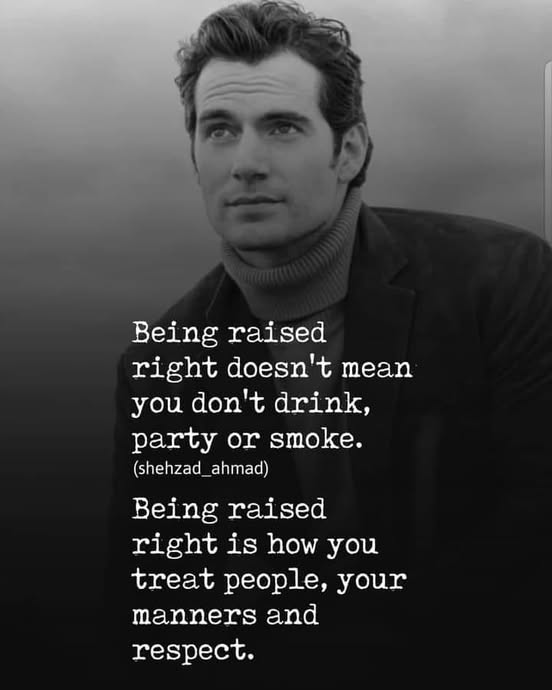 Being raised
right doesn't mean
you don't drink,
party or smoke.
(shehzad_ahmad)
Being raised
right is how you
treat people, your
manners and
respect.